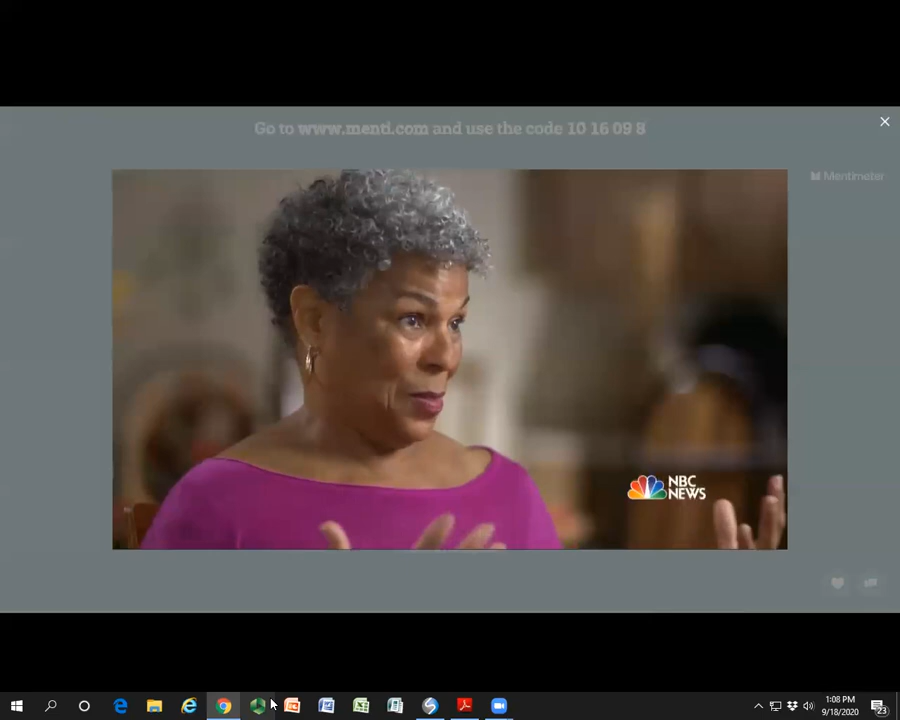 Go to www.menti.com and use the code 10 16 09 8
Mentimeter
NBC
NEWS
1:08 PM
9/18/2020
23